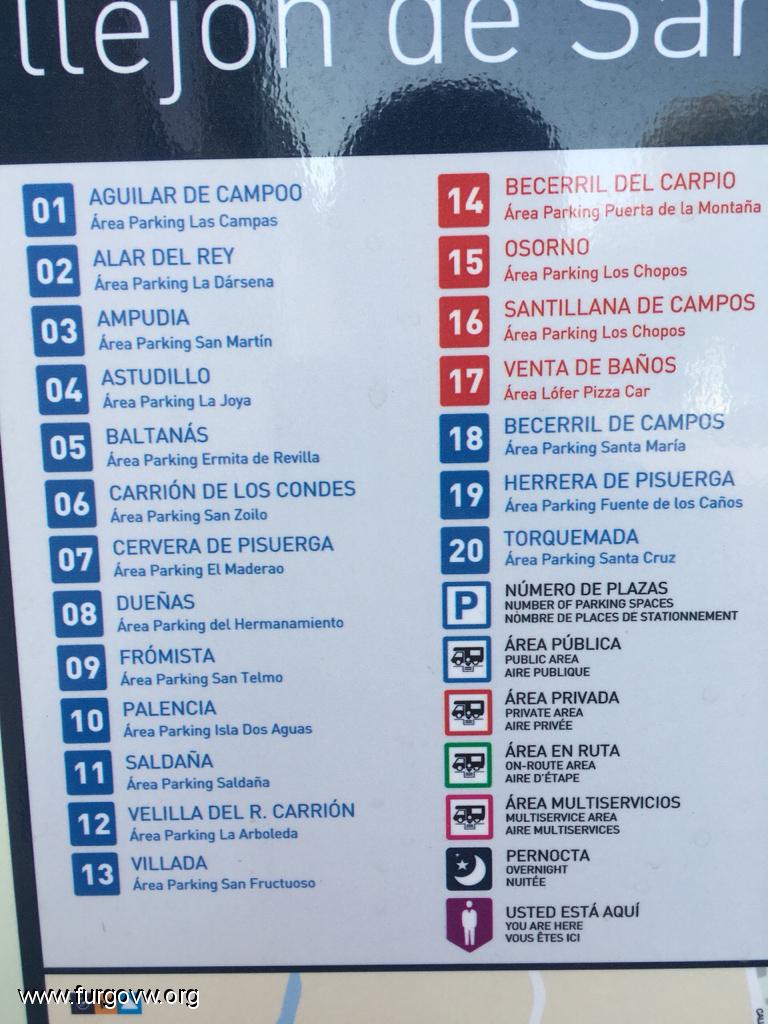 llejón de San
01 AGUILAR DE CAMPOO
Área Parking Las Campas
02 ALAR DEL REY
Área Parking La Dársena
03 AMPUDIA
Área Parking San Martín
04 ASTUDILLO
Área Parking La Joya
05 BALTANÁS
Área Parking Ermita de Revilla
06 CARRIÓN DE LOS CONDES
Área Parking San Zoilo
07 CERVERA DE PISUERGA
Área Parking El Maderao
08 DUEÑAS
Área Parking del Hermanamiento
09 FRÓMISTA
Área Parking San Telmo
10 PALENCIA
Área Parking Isla Dos Aguas
11 SALDAÑA
Área Parking Saldaña
12 VELILLA DEL R. CARRIÓN
Área Parking La Arboleda
13 VILLADA
Área Parking San Fructuoso
14 BECERRIL DEL CARPIO
Área Parking Puerta de la Montaña
15 OSORNO
Área Parking Los Chopos
16 SANTILLANA DE CAMPOS
Área Parking Los Chopos
17 VENTA DE BAÑOS
Área Lófer Pizza Car
18 BECERRIL DE CAMPOS
Área Parking Santa María
19 HERRERA DE PISUERGA
Área Parking Fuente de los Caños
20 TORQUEMADA
Área Parking Santa Cruz
P NÚMERO DE PLAZAS
NUMBER OF PARKING SPACES
NÓMBRE DE PLACES DE STATIONNEMENT
ÁREA PÚBLICA
PUBLIC AREA
AIRE PUBLIQUE
ÁREA PRIVADA
PRIVATE AREA
AIRE PRIVÉE
ÁREA EN RUTA
ON-ROUTE AREA
AIRE D'ÉTAPE
ÁREA MULTISERVICIOS
MULTISERVICE AREA
AIRE MULTISERVICES
PERNOCTA
OVERNIGHT
NUITÉE
USTED ESTÁ AQUÍ
YOU ARE HERE
VOUS ÊTES ICI
www.furgovw.org